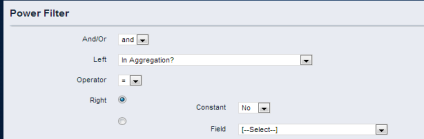 Power Filter
And/Or and
Left In Aggregation?
Operator =
Right
Constant No
Field [--Select--]